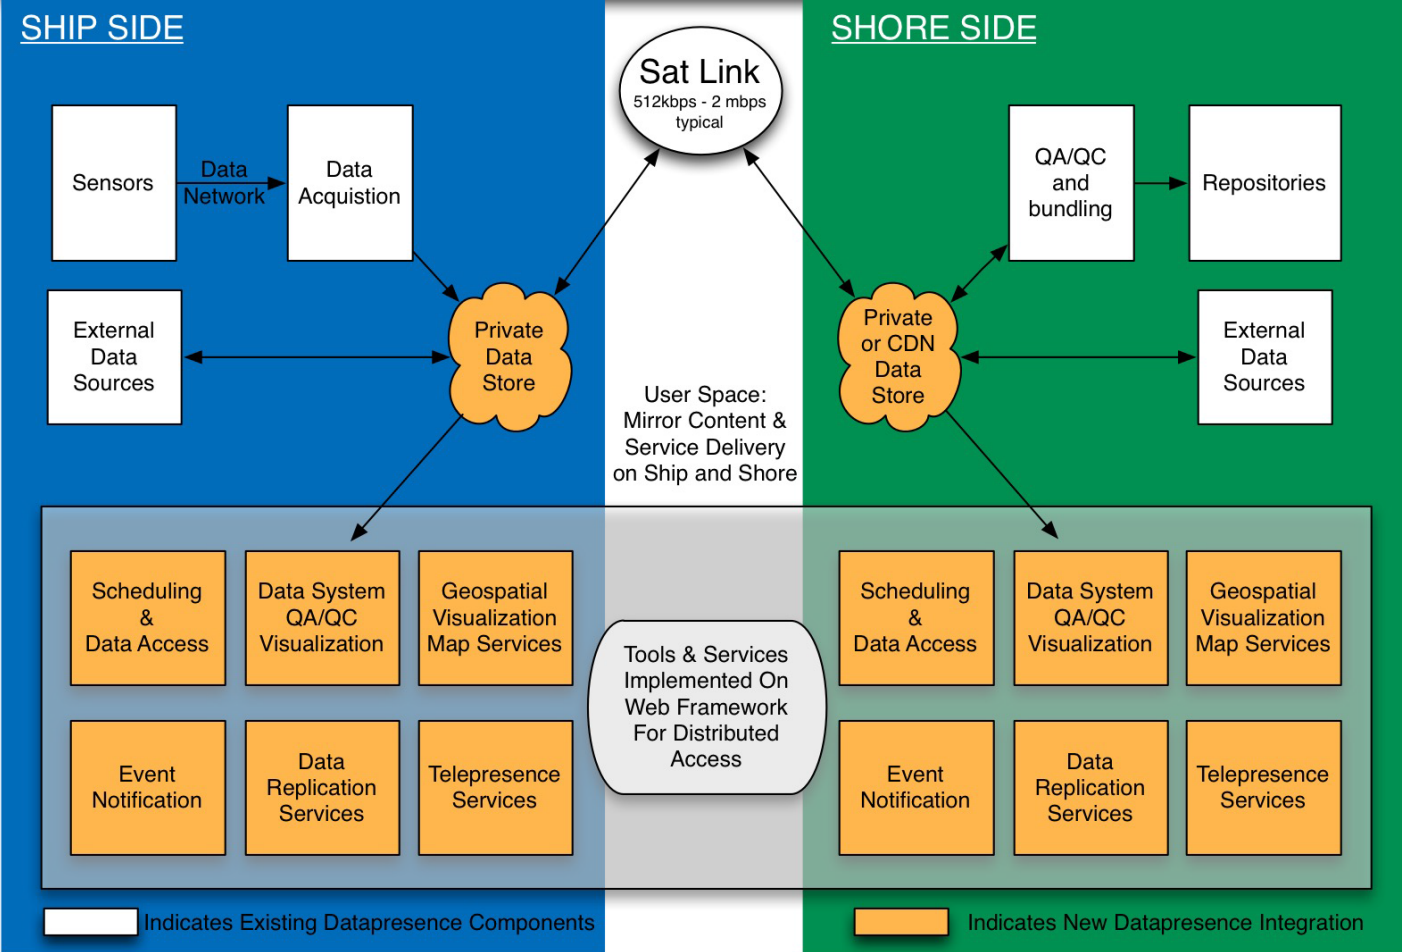 SHIP SIDE
SHORE SIDE
Sat Link
512kbps - 2 mbps
typical
Sensors
Data
Network
Data
Acquistion
QA/QC
and
bundling
Repositories
External
Data
Sources
Private
Data
Store
Private
or CDN
Data
Store
External
Data
Sources
User Space:
Mirror Content &
Service Delivery
on Ship and Shore
Scheduling
&
Data Access
Data System
QA/QC
Visualization
Geospatial
Visualization
Map Services
Event
Notification
Data
Replication
Services
Telepresence
Services
Tools & Services
Implemented On
Web Framework
For Distributed
Access
Scheduling
&
Data Access
Data System
QA/QC
Visualization
Geospatial
Visualization
Map Services
Event
Notification
Data
Replication
Services
Telepresence
Services
Indicates Existing Datapresence Components
Indicates New Datapresence Integration